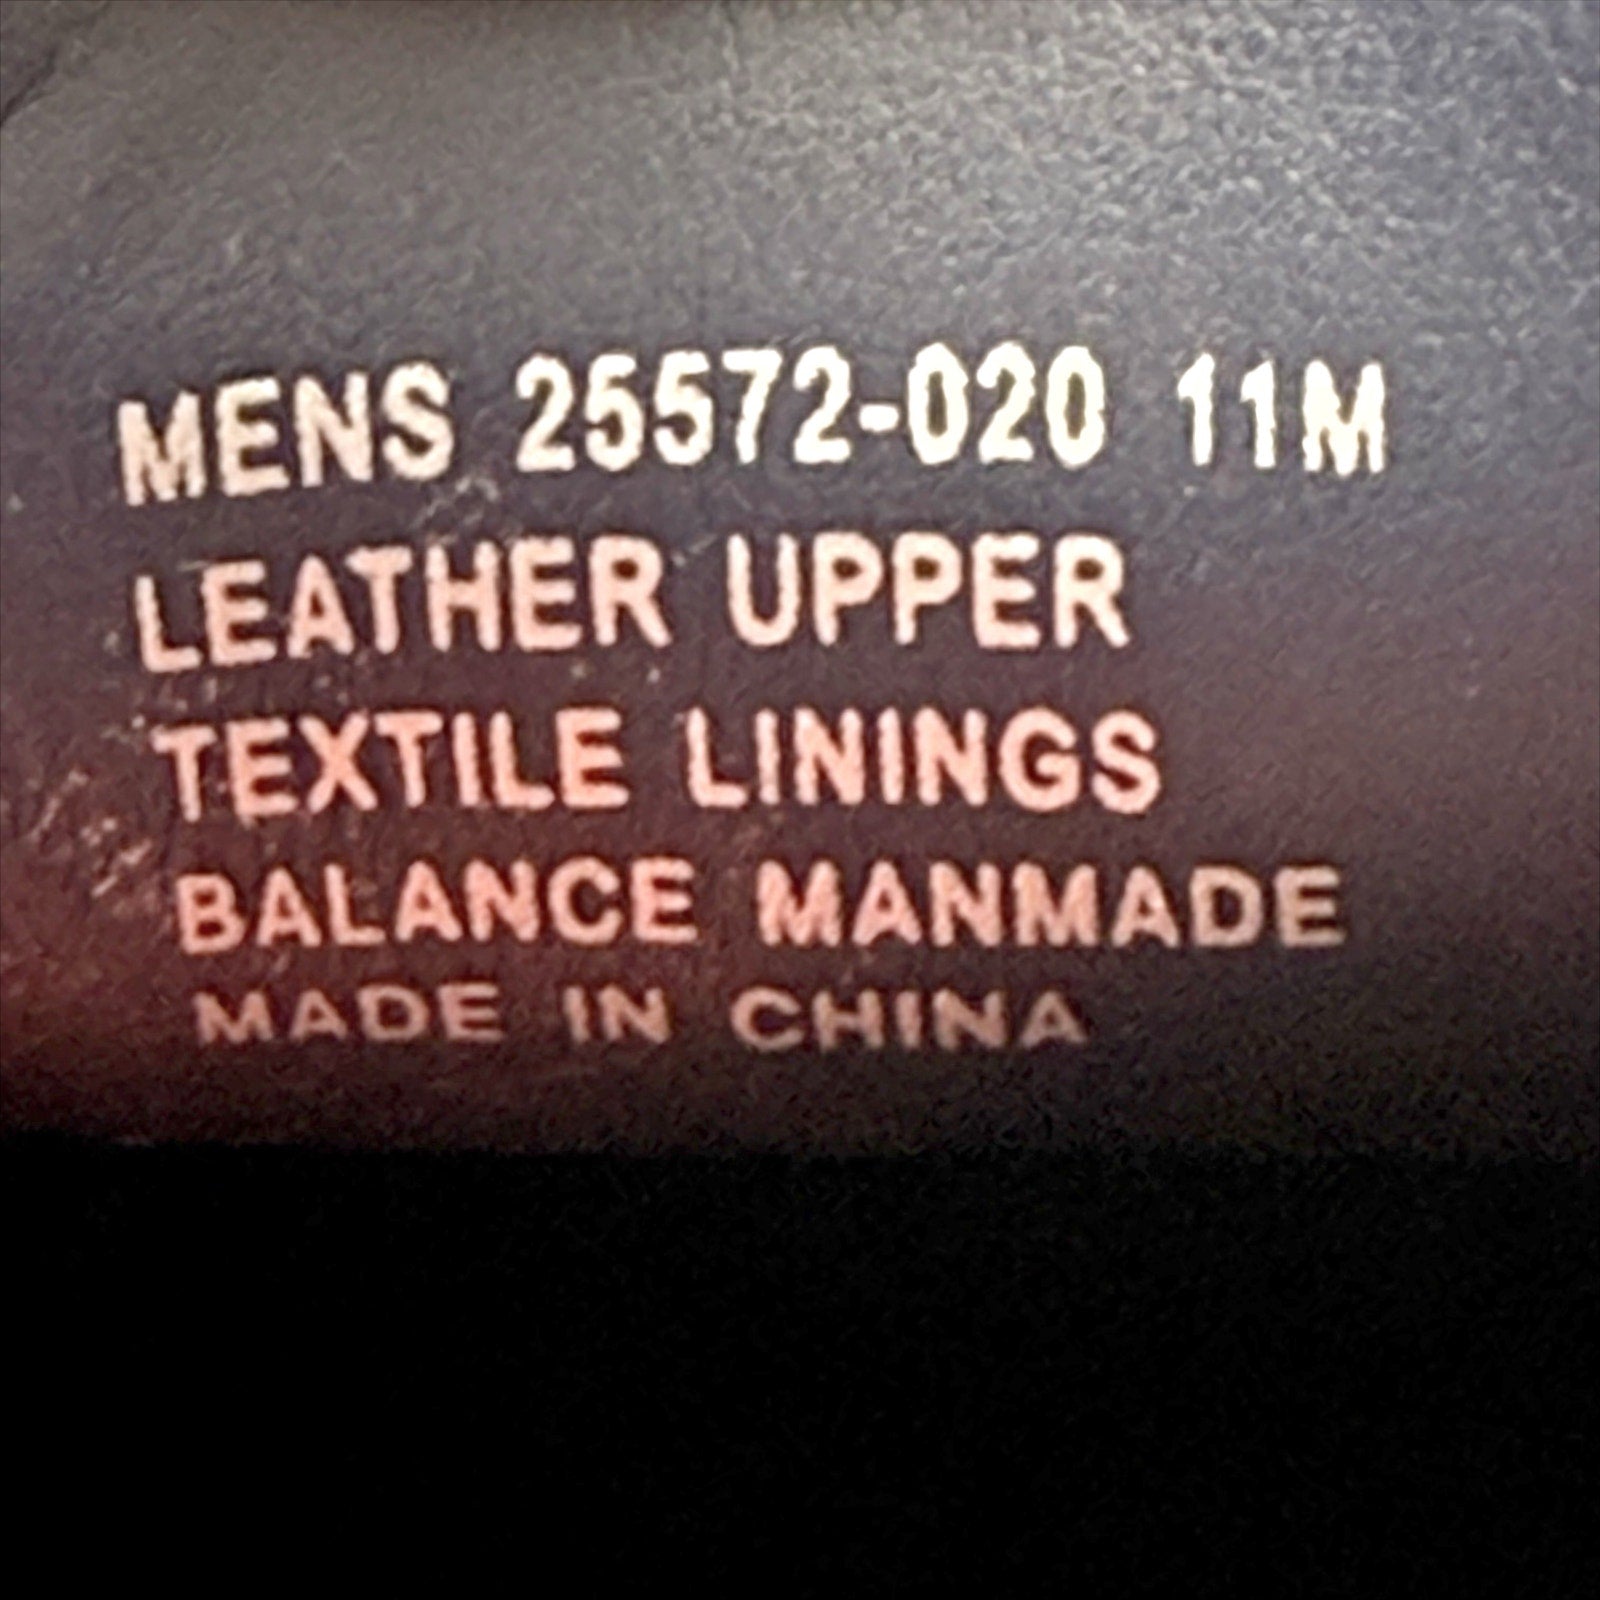 MENS 25572-020 11M
LEATHER UPPER
TEXTILE LININGS
BALANCE MANMADE
MADE IN CHINA